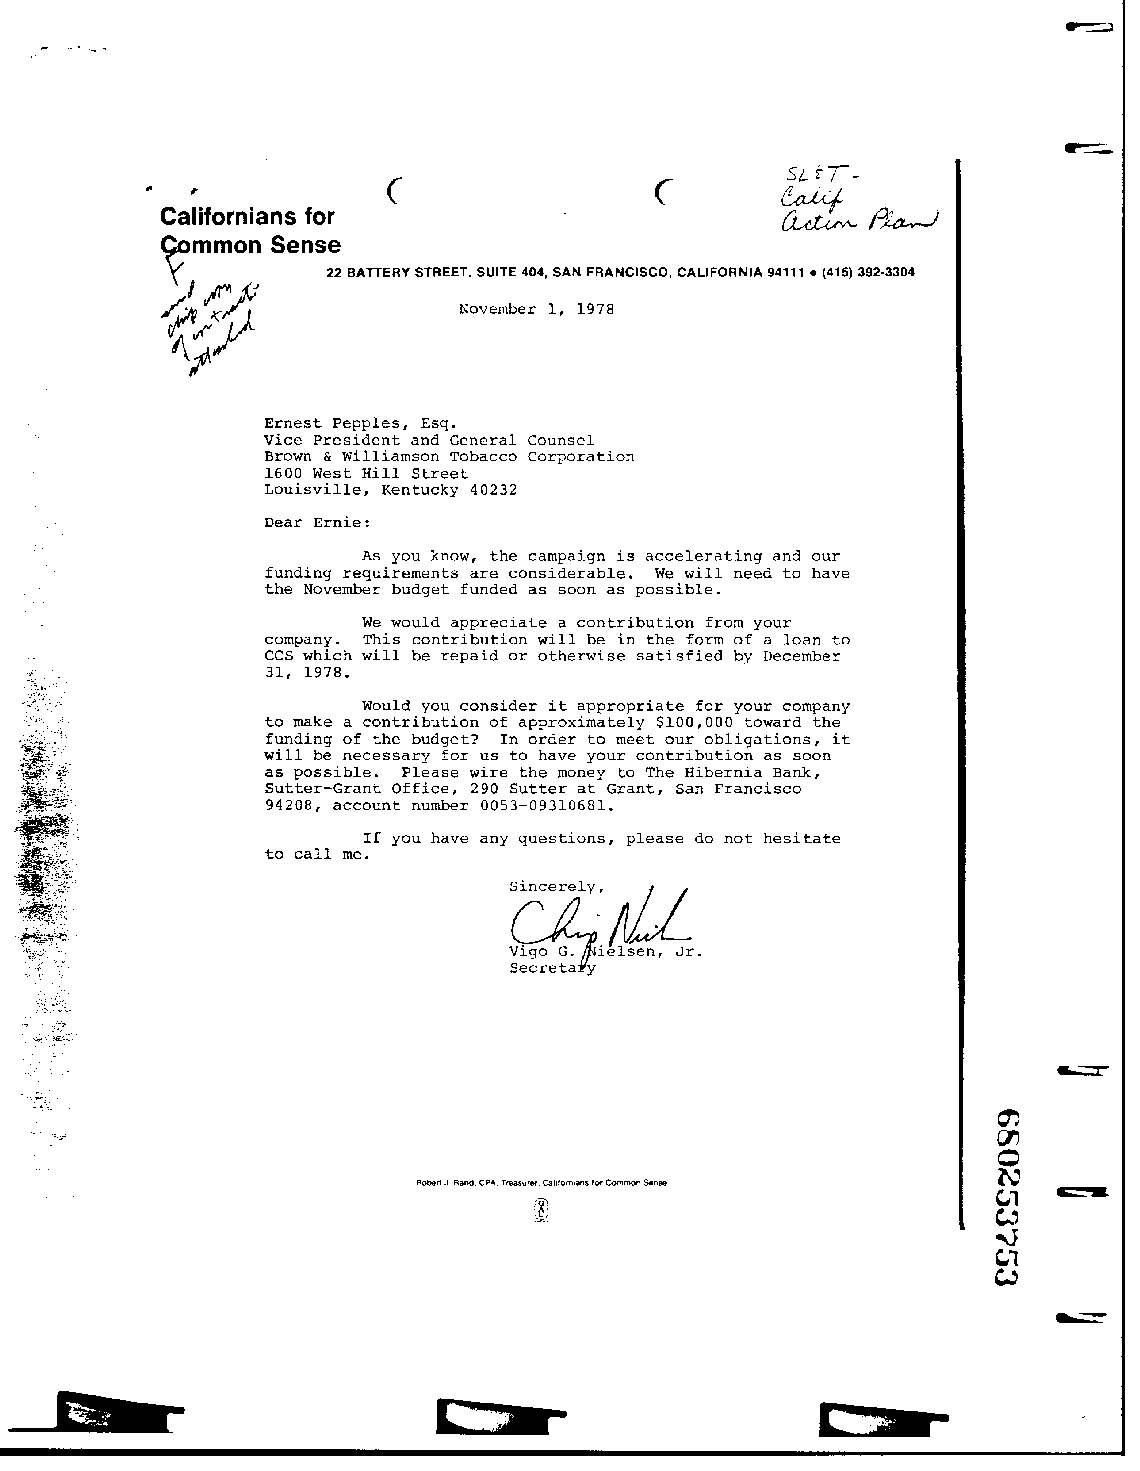 SL&T -
Calif
Action Plan
Californians for
Common Sense
22 BATTERY STREET, SUITE 404, SAN FRANCISCO, CALIFORNIA 94111 • (415) 392-3304
November 1, 1978
Ernest Pepples, Esq.
Vice President and General Counsel
Brown & Williamson Tobacco Corporation
1600 West Hill Street
Louisville, Kentucky 40232
Dear Ernie:
As you know, the campaign is accelerating and our
funding requirements are considerable. We will need to have
the November budget funded as soon as possible.
We would appreciate a contribution from your
company. This contribution will be in the form of a loan to
CCS which will be repaid or otherwise satisfied by December
31, 1978.
Would you consider it appropriate for your company
to make a contribution of approximately $100,000 toward the
funding of the budget? In order to meet our obligations, it
will be necessary for us to have your contribution as soon
as possible. Please wire the money to The Hibernia Bank,
Sutter-Grant Office, 290 Sutter at Grant, San Francisco
94208, account number 0053-09310681.
If you have any questions, please do not hesitate
to call me.
Sincerely,
Vigo G. Nielsen, Jr.
Secretary
Robert J. Rand, CPA, Treasurer, Californians for Common Sense
680253753